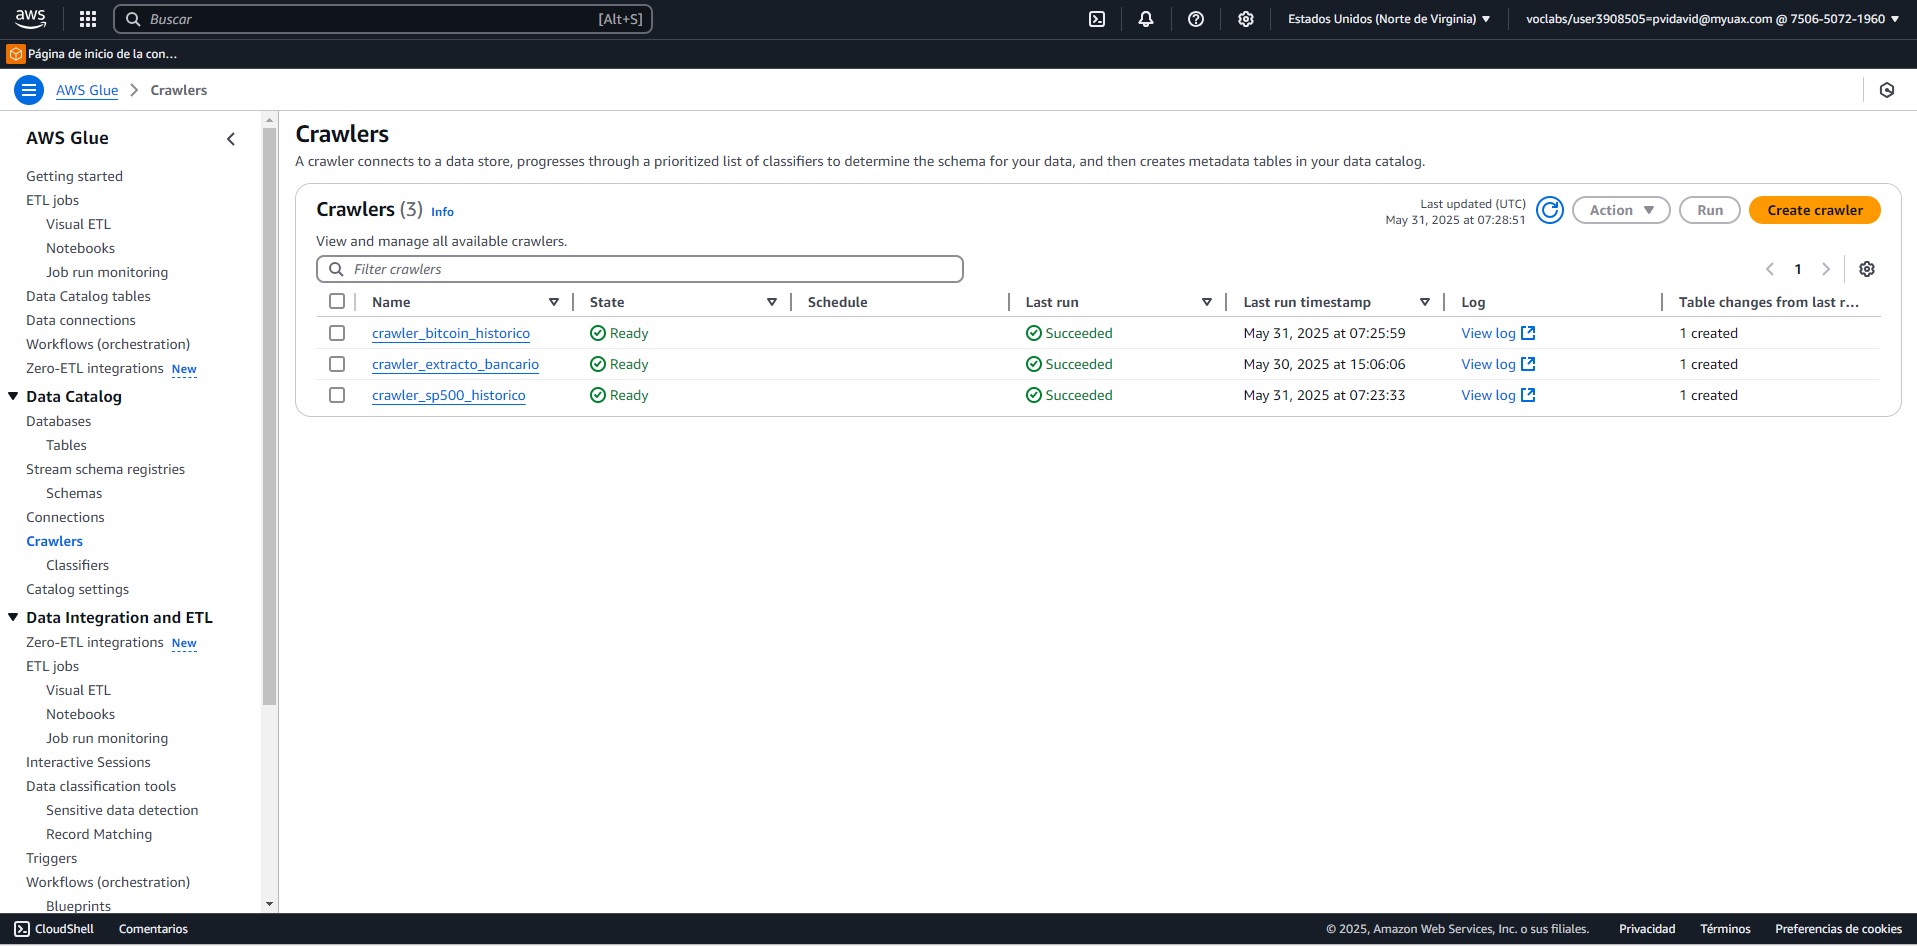 aws
Buscar [Alt+S]
Estados Unidos (Norte de Virginia)
voclabs/user3908505=pvidavid@myuax.com @ 7506-5072-1960
Página de inicio de la con...
AWS Glue > Crawlers
AWS Glue
Getting started
ETL jobs
Visual ETL
Notebooks
Job run monitoring
Data Catalog tables
Data connections
Workflows (orchestration)
Zero-ETL integrations New
Data Catalog
Databases
Tables
Stream schema registries
Schemas
Connections
Crawlers
Classifiers
Catalog settings
Data Integration and ETL
Zero-ETL integrations New
ETL jobs
Visual ETL
Notebooks
Job run monitoring
Interactive Sessions
Data classification tools
Sensitive data detection
Record Matching
Triggers
Workflows (orchestration)
Blueprints
Crawlers
A crawler connects to a data store, progresses through a prioritized list of classifiers to determine the schema for your data, and then creates metadata tables in your data catalog.
Crawlers (3) Info
Last updated (UTC)
May 31, 2025 at 07:28:51
Action
Run
Create crawler
View and manage all available crawlers.
Filter crawlers
1
Name State Schedule Last run Last run timestamp Log Table changes from last r...
crawler_bitcoin_historico Ready Succeeded May 31, 2025 at 07:25:59 View log 1 created
crawler_extracto_bancario Ready Succeeded May 30, 2025 at 15:06:06 View log 1 created
crawler_sp500_historico Ready Succeeded May 31, 2025 at 07:23:33 View log 1 created
CloudShell Comentarios © 2025, Amazon Web Services, Inc. o sus filiales. Privacidad Términos Preferencias de cookies